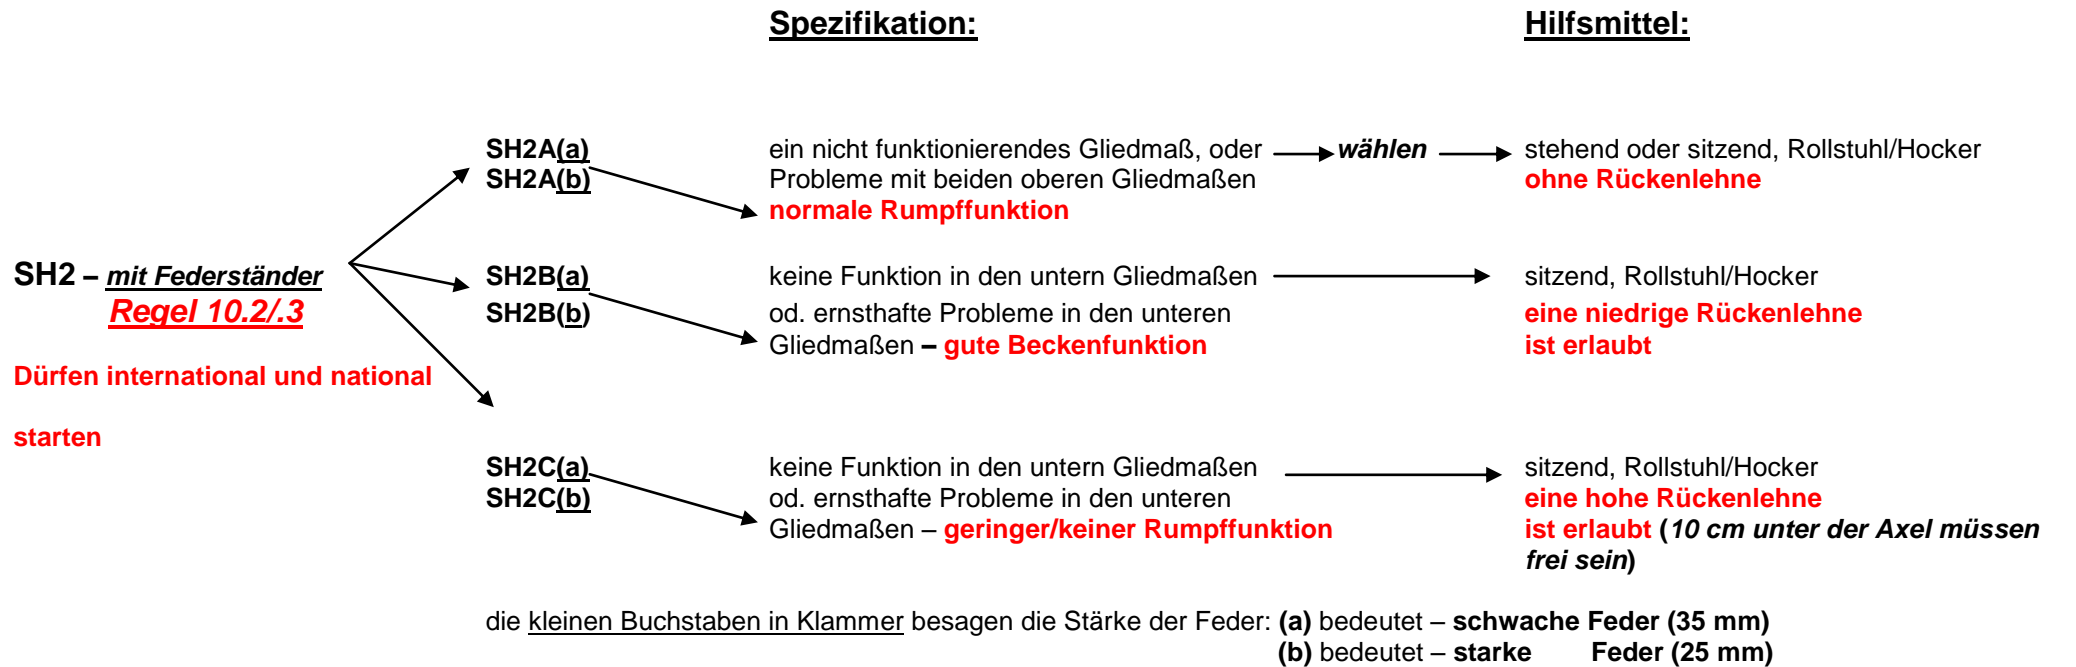 Spezifikation:
Hilfsmittel:
SH2 – mit Federständer
Regel 10.2/.3
Dürfen international und national
starten
SH2A(a)
SH2A(b)
ein nicht funktionierendes Gliedmaß, oder
Probleme mit beiden oberen Gliedmaßen
normale Rumpffunktion
wählen
stehend oder sitzend, Rollstuhl/Hocker
ohne Rückenlehne
SH2B(a)
SH2B(b)
keine Funktion in den untern Gliedmaßen
od. ernsthafte Probleme in den unteren
Gliedmaßen – gute Beckenfunktion
sitzend, Rollstuhl/Hocker
eine niedrige Rückenlehne
ist erlaubt
SH2C(a)
SH2C(b)
keine Funktion in den untern Gliedmaßen
od. ernsthafte Probleme in den unteren
Gliedmaßen – geringer/keiner Rumpffunktion
sitzend, Rollstuhl/Hocker
eine hohe Rückenlehne
ist erlaubt (10 cm unter der Axel müssen
frei sein)
die kleinen Buchstaben in Klammer besagen die Stärke der Feder: (a) bedeutet – schwache Feder (35 mm)
(b) bedeutet – starke Feder (25 mm)